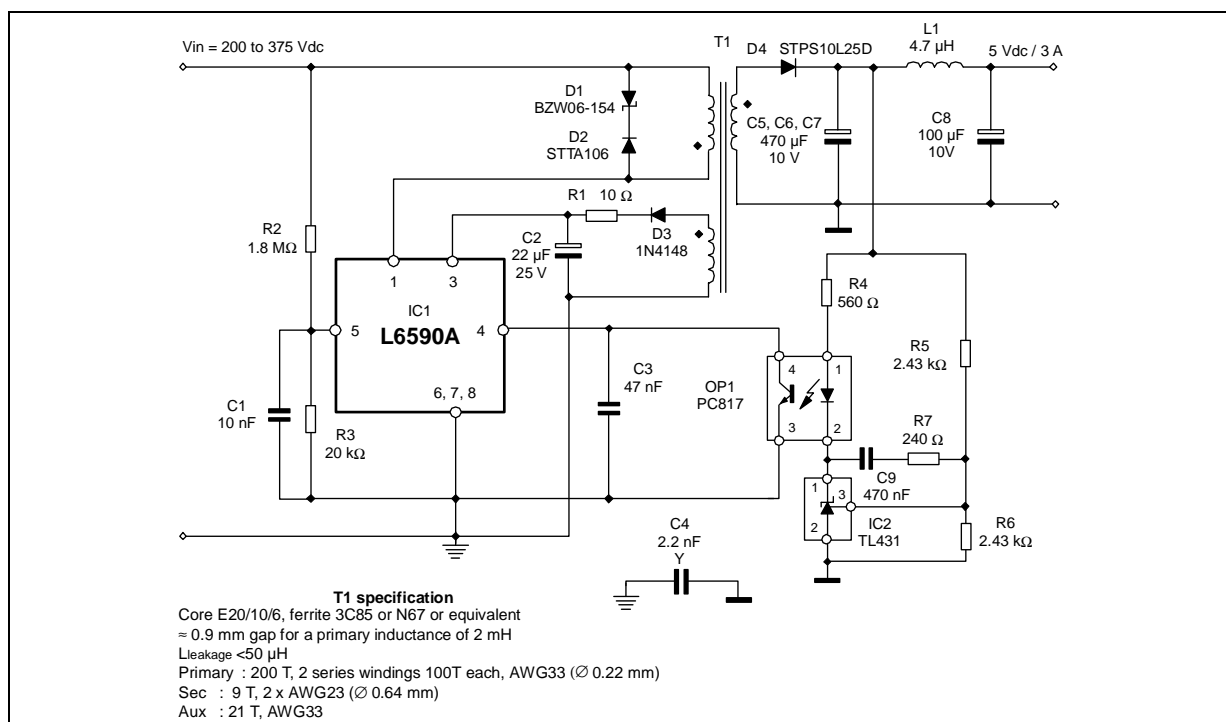 Vin = 200 to 375 Vdc
T1
D4 STPS10L25D
L1
4.7 µH
5 Vdc / 3 A
D1
BZW06-154
D2
STTA106
C5, C6, C7
470 µF
10 V
C8
100 µF
10V
R1 10 Ω
R2
1.8 MΩ
C2
22 µF
25 V
D3
1N4148
1
3
IC1
L6590A
5
4
6, 7, 8
R4
560 Ω
R5
2.43 kΩ
C3
47 nF
OP1
PC817
4
1
3
2
C1
10 nF
R3
20 kΩ
R7
240 Ω
C9
470 nF
1
3
2
IC2
TL431
R6
2.43 kΩ
C4
2.2 nF
Y
T1 specification
Core E20/10/6, ferrite 3C85 or N67 or equivalent
≈ 0.9 mm gap for a primary inductance of 2 mH
Lleakage <50 µH
Primary : 200 T, 2 series windings 100T each, AWG33 (∅ 0.22 mm)
Sec : 9 T, 2 x AWG23 (∅ 0.64 mm)
Aux : 21 T, AWG33